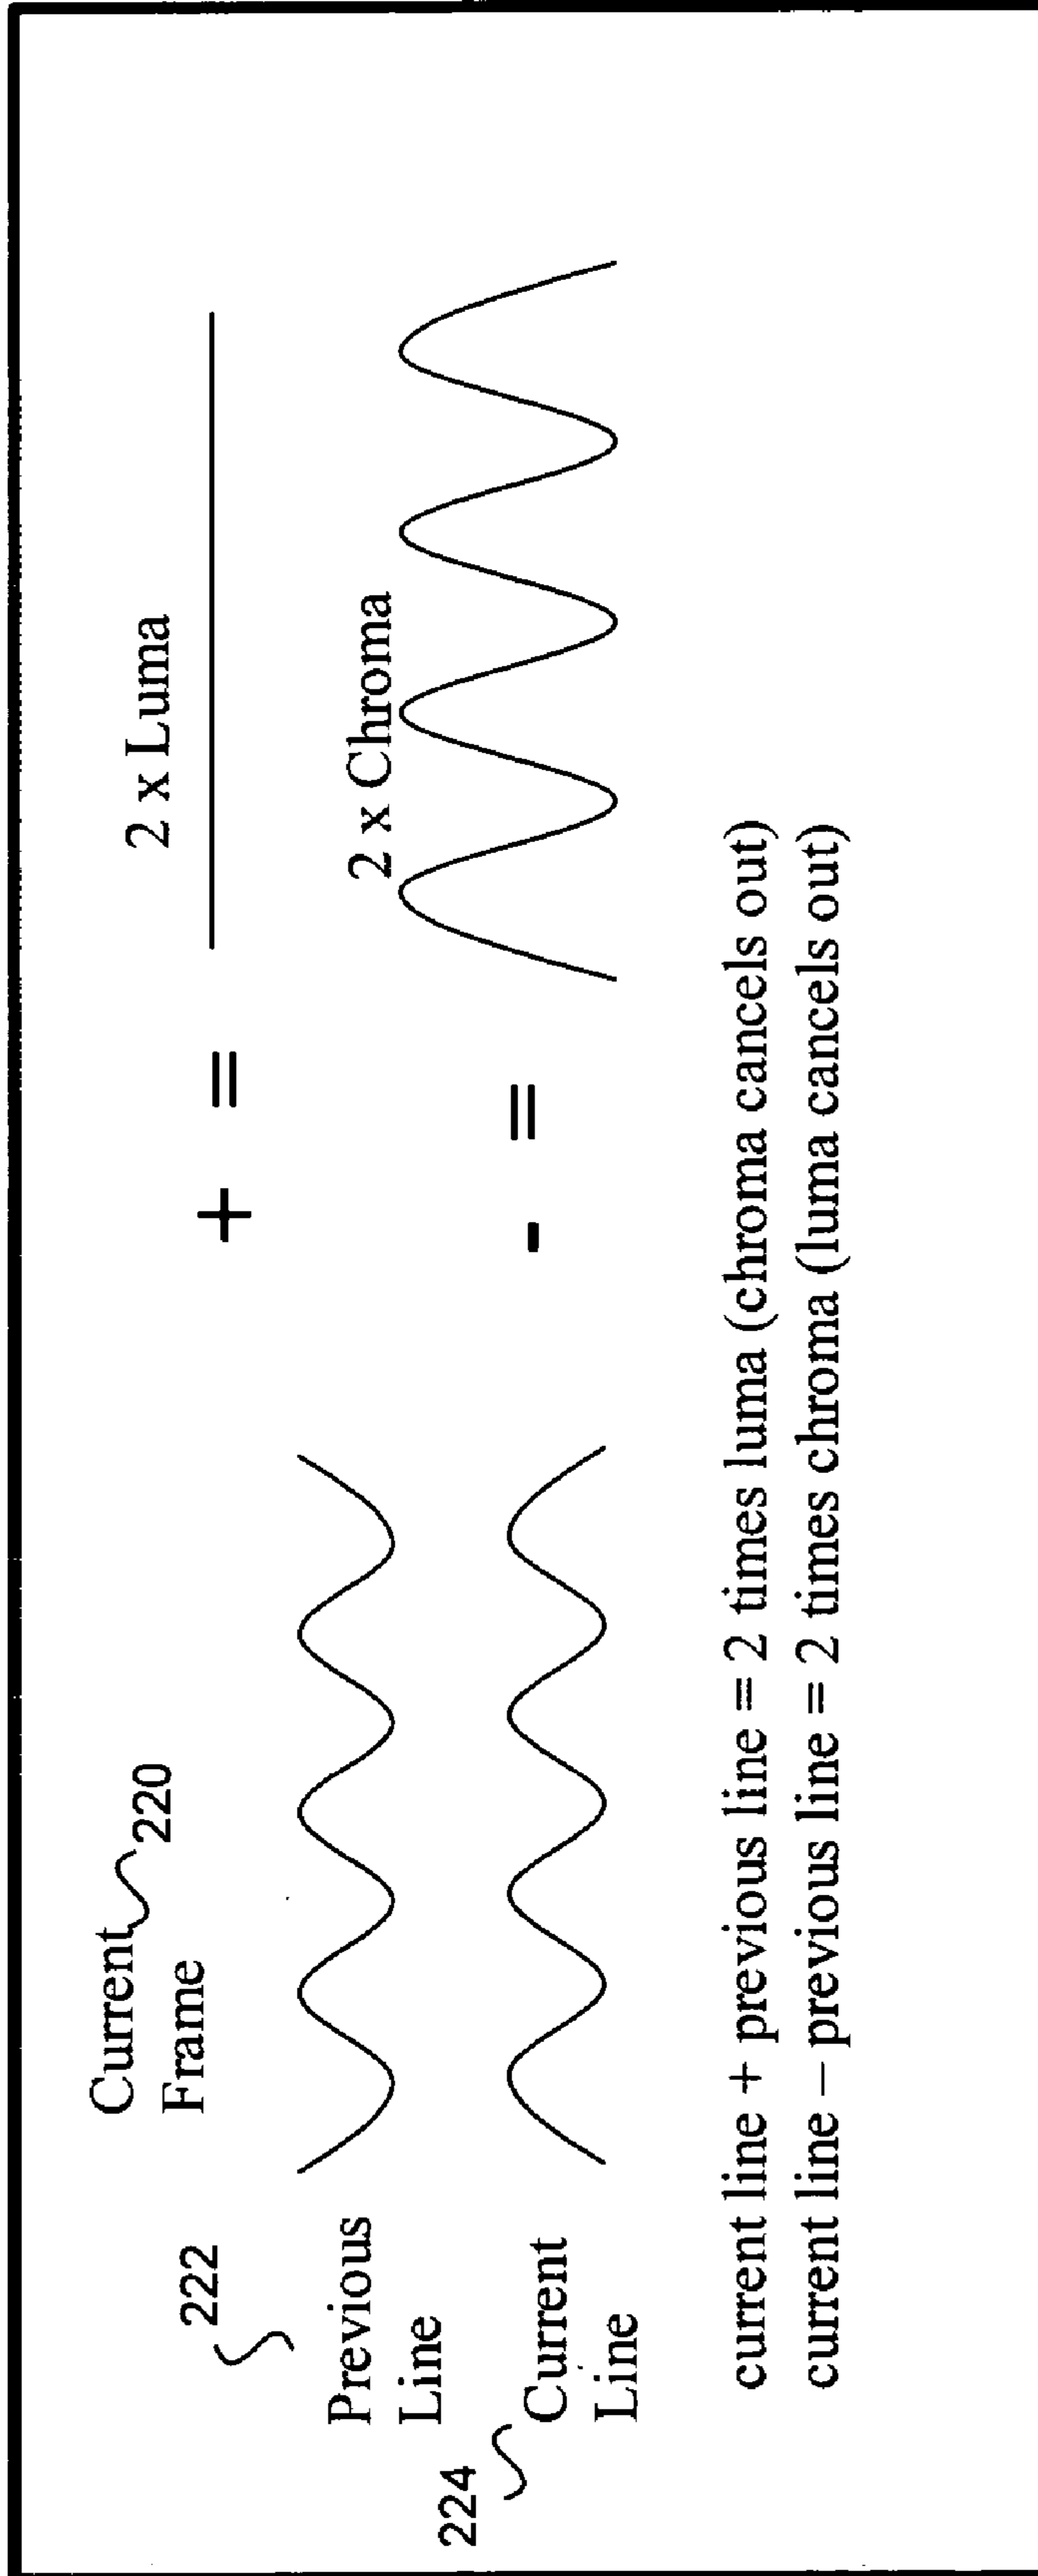 Current
Frame
220
2 x Luma
222
Previous
Line
+ =
2 x Chroma
224
Current
Line
- =
current line + previous line = 2 times luma (chroma cancels out)
current line – previous line = 2 times chroma (luma cancels out)